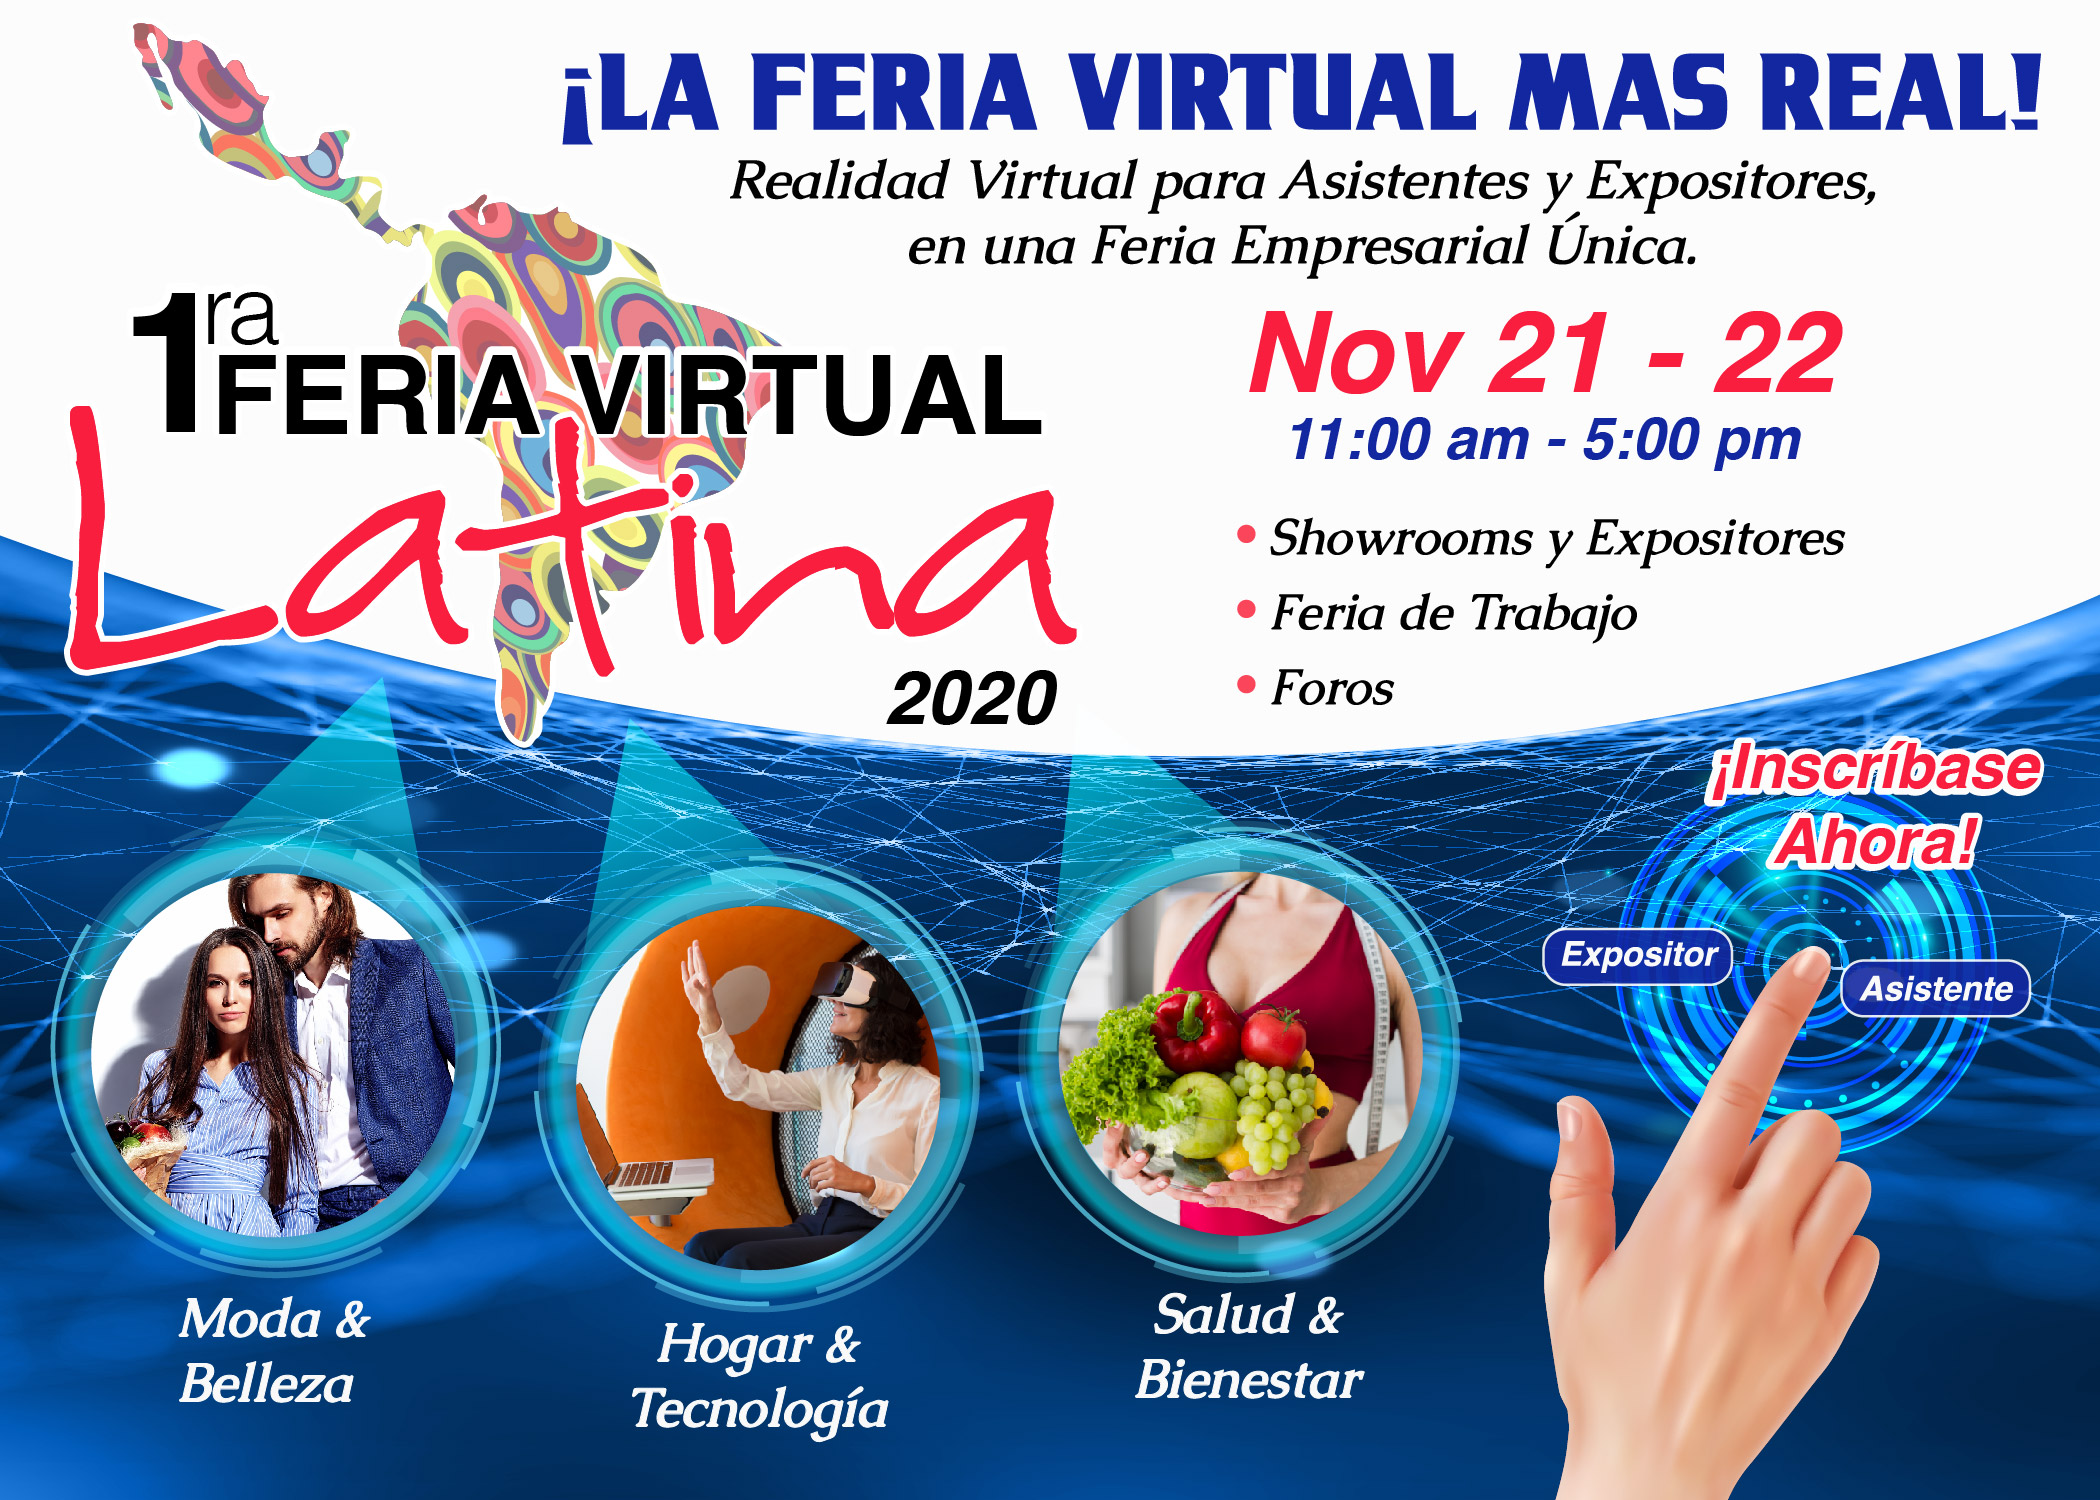 ¡LA FERIA VIRTUAL MAS REAL!
Realidad Virtual para Asistentes y Expositores,
en una Feria Empresarial Única.
1ra
FERIA VIRTUAL
Latina
2020
Nov 21 - 22
11:00 am - 5:00 pm
• Showrooms y Expositores
• Feria de Trabajo
• Foros
¡Inscríbase
Ahora!
Expositor
Asistente
Moda &
Belleza
Hogar &
Tecnología
Salud &
Bienestar